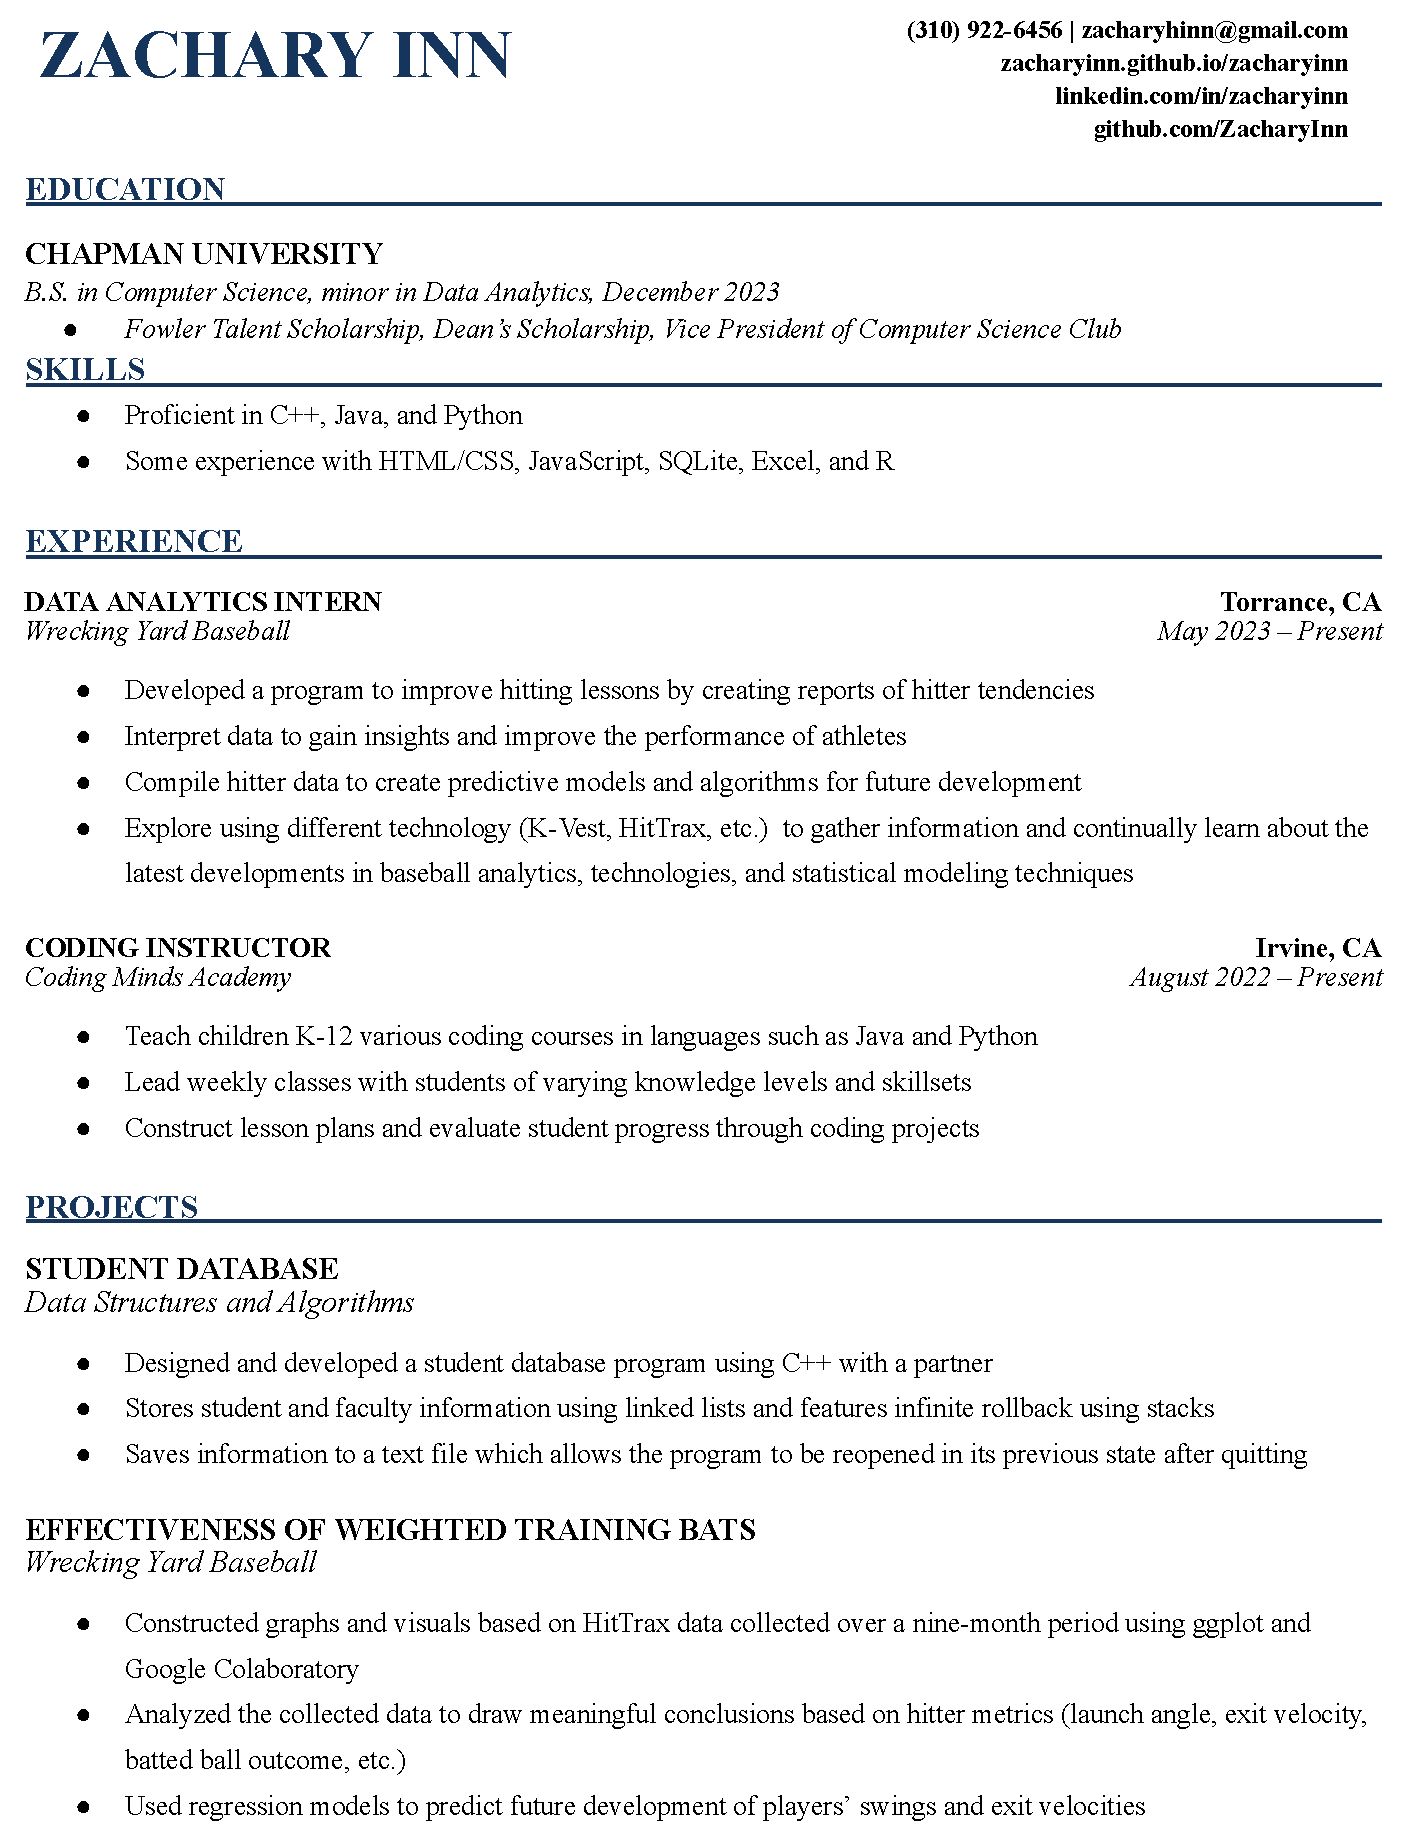 ZACHARY INN
(310) 922-6456 | zacharyhinn@gmail.com
zacharyinn.github.io/zacharyinn
linkedin.com/in/zacharyinn
github.com/ZacharyInn
EDUCATION
CHAPMAN UNIVERSITY
B.S. in Computer Science, minor in Data Analytics, December 2023
● Fowler Talent Scholarship, Dean’s Scholarship, Vice President of Computer Science Club
SKILLS
● Proficient in C++, Java, and Python
● Some experience with HTML/CSS, JavaScript, SQLite, Excel, and R
EXPERIENCE
DATA ANALYTICS INTERN Torrance, CA
Wrecking Yard Baseball May 2023 – Present
● Developed a program to improve hitting lessons by creating reports of hitter tendencies
● Interpret data to gain insights and improve the performance of athletes
● Compile hitter data to create predictive models and algorithms for future development
● Explore using different technology (K-Vest, HitTrax, etc.)  to gather information and continually learn about the
latest developments in baseball analytics, technologies, and statistical modeling techniques
CODING INSTRUCTOR Irvine, CA
Coding Minds Academy August 2022 – Present
● Teach children K-12 various coding courses in languages such as Java and Python
● Lead weekly classes with students of varying knowledge levels and skillsets
● Construct lesson plans and evaluate student progress through coding projects
PROJECTS
STUDENT DATABASE
Data Structures and Algorithms
● Designed and developed a student database program using C++ with a partner
● Stores student and faculty information using linked lists and features infinite rollback using stacks
● Saves information to a text file which allows the program to be reopened in its previous state after quitting
EFFECTIVENESS OF WEIGHTED TRAINING BATS
Wrecking Yard Baseball
● Constructed graphs and visuals based on HitTrax data collected over a nine-month period using ggplot and
Google Colaboratory
● Analyzed the collected data to draw meaningful conclusions based on hitter metrics (launch angle, exit velocity,
batted ball outcome, etc.)
● Used regression models to predict future development of players’ swings and exit velocities